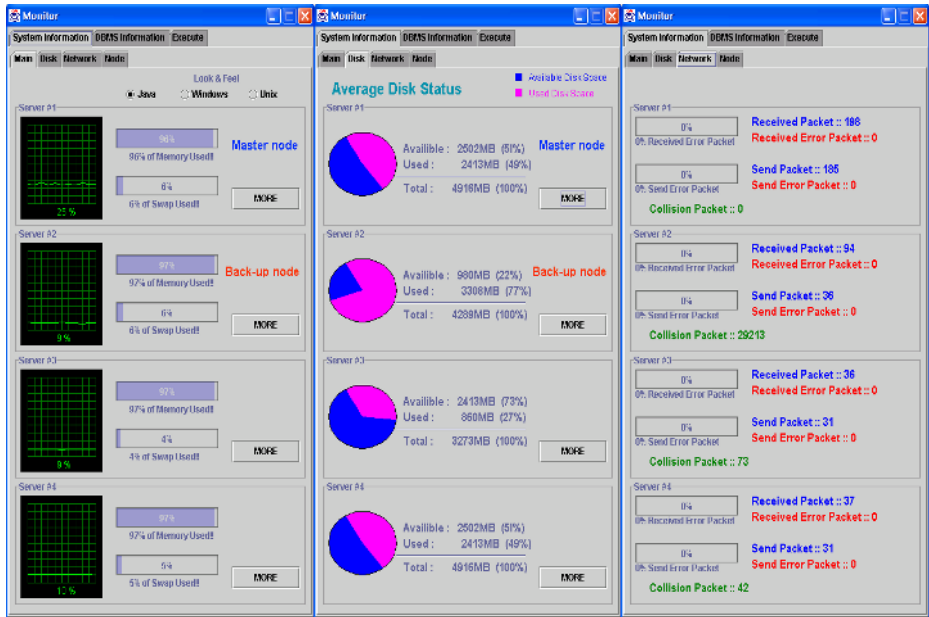 Monitor
System Information DBMS Information Execute
Main Disk Network Node
Look & Feel
Java Windows Unix
Server #1
96%
Master node
96% of Memory Used!!
6%
6% of Swap Used!!
MORE
28 %
Server #2
97%
Back-up node
97% of Memory Used!!
6%
6% of Swap Used!!
MORE
9 %
Server #3
97%
97% of Memory Used!!
4%
4% of Swap Used!!
MORE
9 %
Server #4
97%
97% of Memory Used!!
5%
5% of Swap Used!!
MORE
10 %
Monitor
System Information DBMS Information Execute
Main Disk Network Node
Average Disk Status
Available Disk Space
Used Disk Space
Server #1
Availible : 2502MB (51%)
Master node
Used : 2413MB (49%)
Total : 4916MB (100%)
MORE
Server #2
Availible : 980MB (22%)
Back-up node
Used : 3308MB (77%)
Total : 4289MB (100%)
MORE
Server #3
Availible : 2413MB (73%)
Used : 860MB (27%)
Total : 3273MB (100%)
MORE
Server #4
Availible : 2502MB (51%)
Used : 2413MB (49%)
Total : 4916MB (100%)
MORE
Monitor
System Information DBMS Information Execute
Main Disk Network Node
Server #1
0%
0% Received Error Packet
Received Packet :: 186
Received Error Packet :: 0
0%
0% Send Error Packet
Send Packet :: 185
Send Error Packet :: 0
Collision Packet :: 0
Server #2
0%
0% Received Error Packet
Received Packet :: 94
Received Error Packet :: 0
0%
0% Send Error Packet
Send Packet :: 36
Send Error Packet :: 0
Collision Packet :: 29213
Server #3
0%
0% Received Error Packet
Received Packet :: 36
Received Error Packet :: 0
0%
0% Send Error Packet
Send Packet :: 31
Send Error Packet :: 0
Collision Packet :: 73
Server #4
0%
0% Received Error Packet
Received Packet :: 37
Received Error Packet :: 0
0%
0% Send Error Packet
Send Packet :: 31
Send Error Packet :: 0
Collision Packet :: 42